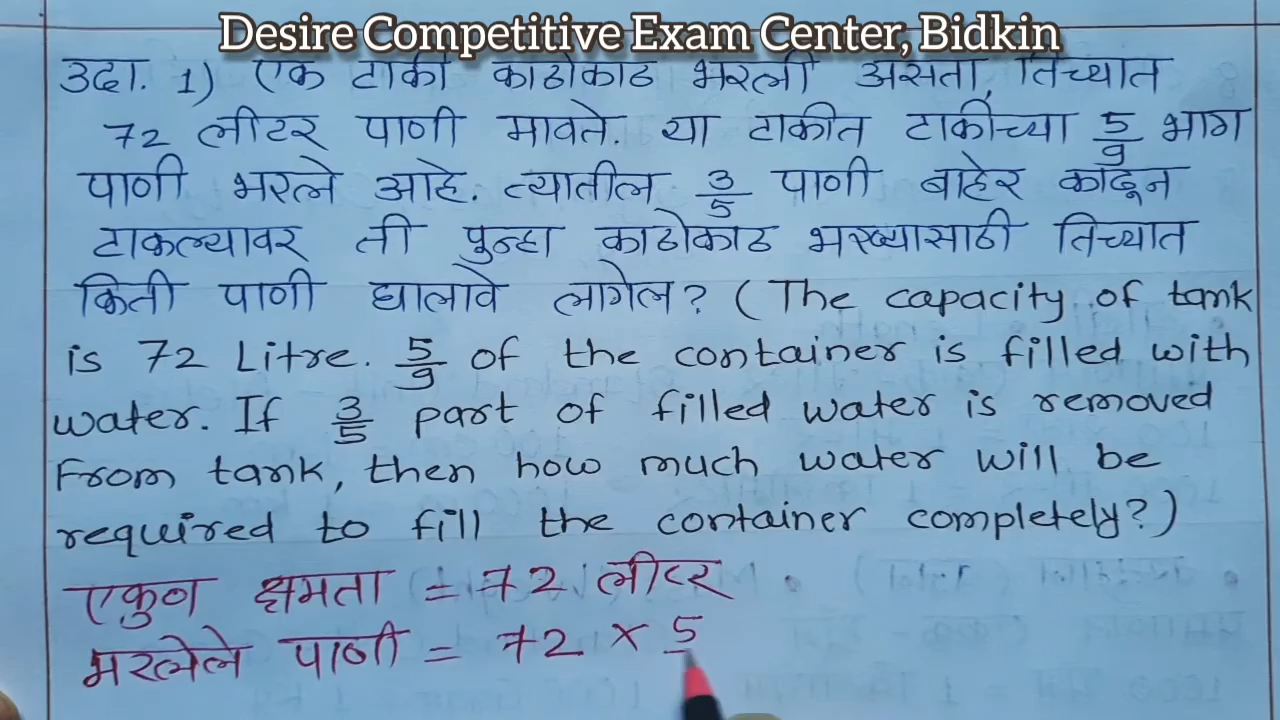 Desire Competitive Exam Center, Bidkin
उदा. 1) एक टाकी काठोकाठ भरली असता, तिच्यात
72 लीटर पाणी मावते. या टाकीत टाकीच्या 5/9 भाग
पाणी भरले आहे. त्यातील 3/5 पाणी बाहेर काढून
टाकल्यावर ती पुन्हा काठोकाठ भरण्यासाठी तिच्यात
किती पाणी घालावे लागेल? (The capacity of tank
is 72 Litre. 5/9 of the container is filled with
water. If 3/5 part of filled water is removed
From tank, then how much water will be
required to fill the container completely?)
एकुण क्षमता = 72 लीटर
भरलेले पाणी = 72 × 5